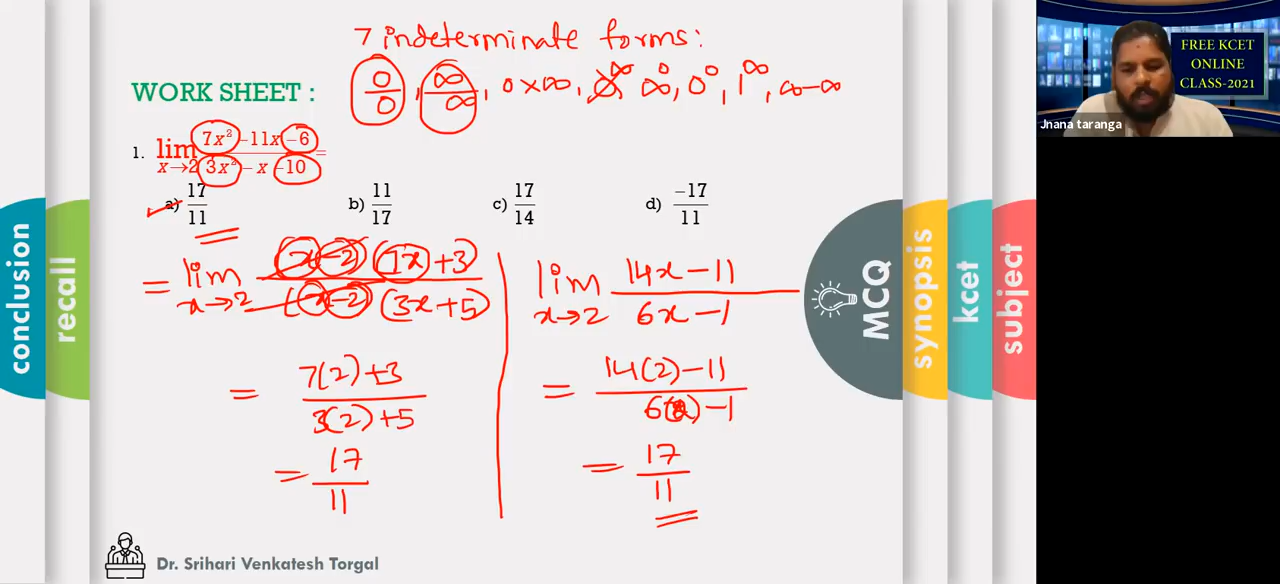 7 indeterminate forms:
0/0, ∞/∞, 0×∞, ∞⁰, 0⁰, 1^∞, ∞-∞
WORK SHEET :
1. lim x→2 (7x² -11x -6)/(3x² - x -10) =
a) 17/11 b) 11/17 c) 17/14 d) -17/11
= lim x→2 (x-2)(7x+3)/(x-2)(3x+5)
= (7(2)+3)/(3(2)+5)
= 17/11
lim x→2 (14x-11)/(6x-1)
= (14(2)-11)/(6(2)-1)
= 17/11
conclusion
recall
MCQ
synopsis
kcet
subject
Dr. Srihari Venkatesh Torgal
FREE KCET
ONLINE
CLASS-2021
Jnana taranga